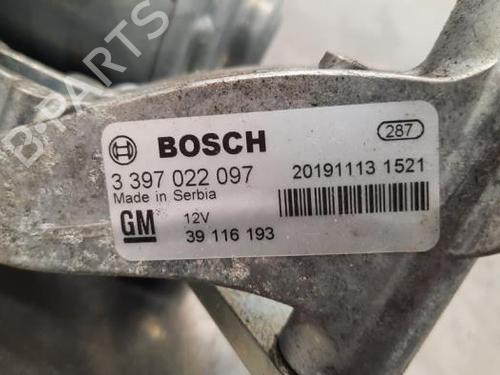 BOSCH
287
3 397 022 097
20191113 1521
Made in Serbia
GM
12V
39 116 193
B-PARTS